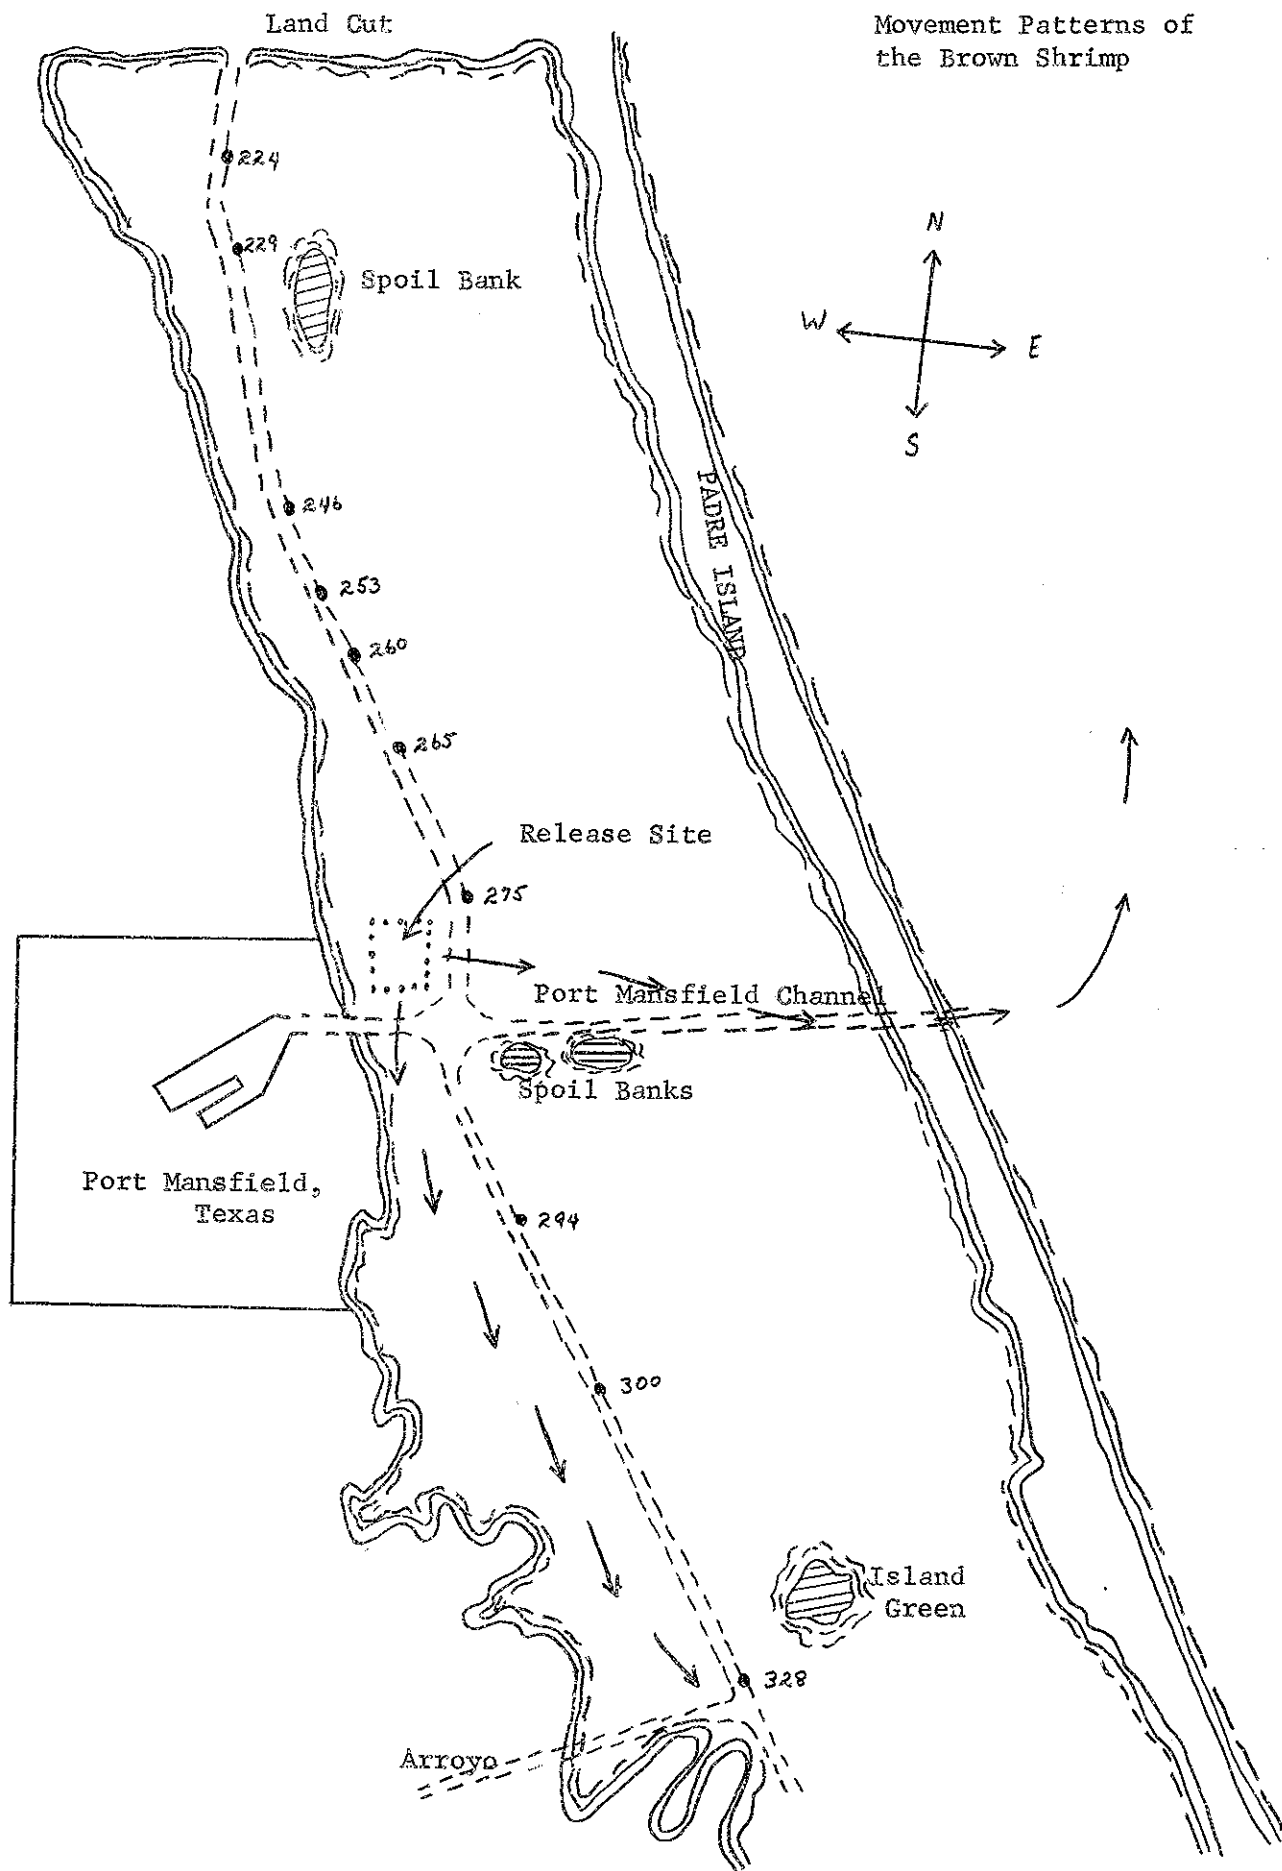 Land Cut
Movement Patterns of
the Brown Shrimp
224
229
Spoil Bank
N
W
E
S
246
PADRE ISLAND
253
260
265
Release Site
275
Port Mansfield Channel
Spoil Banks
Port Mansfield,
Texas
294
300
Island
Green
328
Arroyo